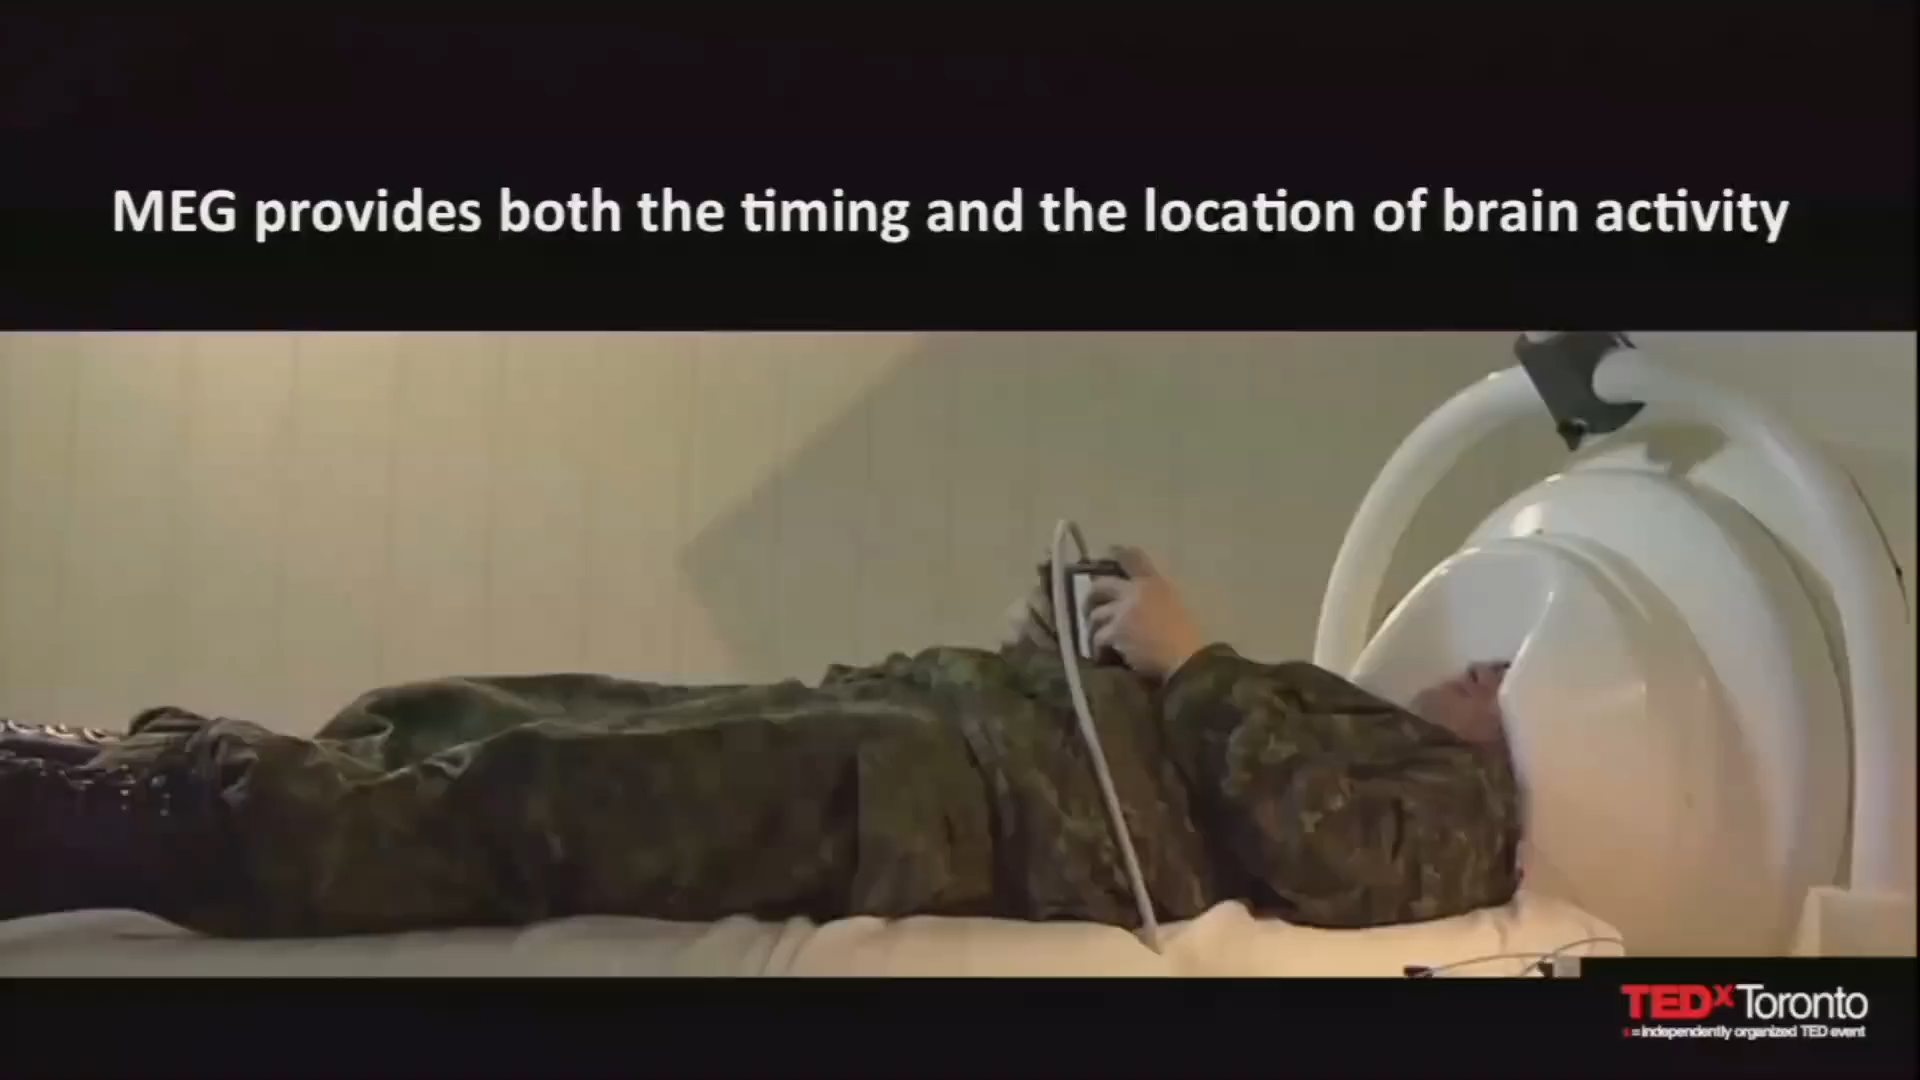 MEG provides both the timing and the location of brain activity
TEDxToronto
x = independently organized TED event